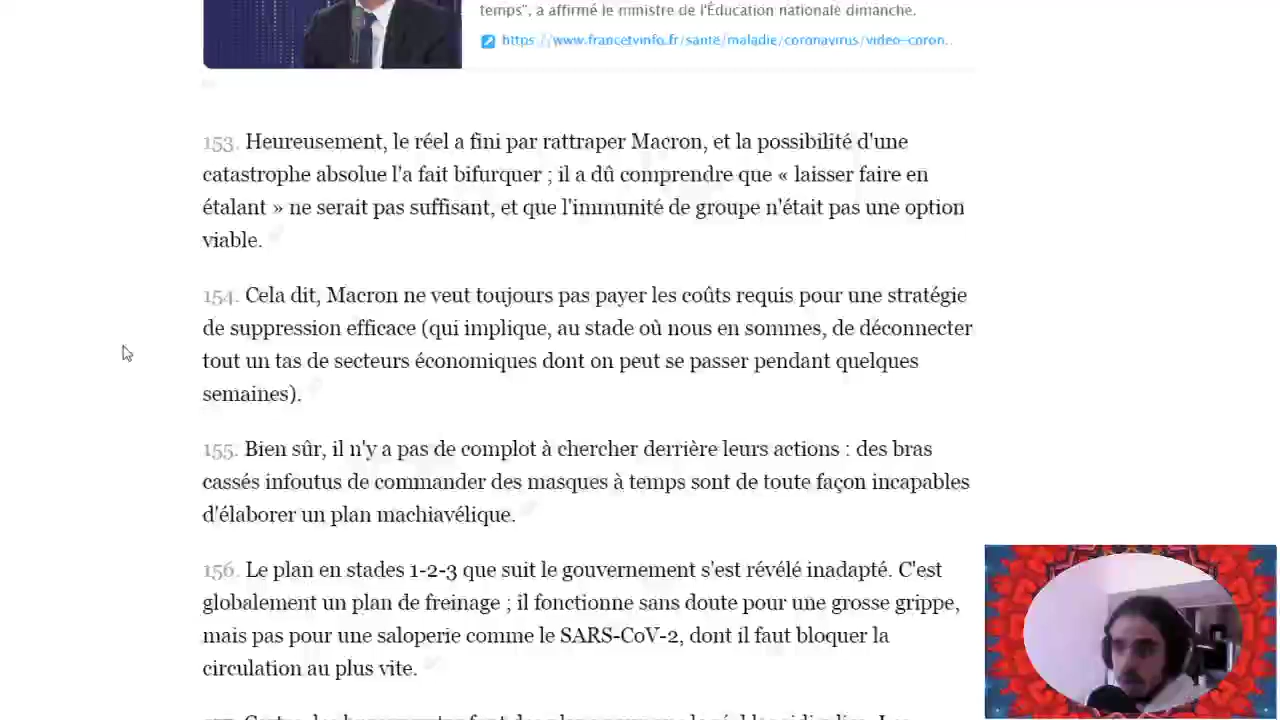 temps", a affirmé le ministre de l'Éducation nationale dimanche.
https://www.francetvinfo.fr/sante/maladie/coronavirus/video-coron...
153. Heureusement, le réel a fini par rattraper Macron, et la possibilité d'une
catastrophe absolue l'a fait bifurquer ; il a dû comprendre que « laisser faire en
étalant » ne serait pas suffisant, et que l'immunité de groupe n'était pas une option
viable.
154. Cela dit, Macron ne veut toujours pas payer les coûts requis pour une stratégie
de suppression efficace (qui implique, au stade où nous en sommes, de déconnecter
tout un tas de secteurs économiques dont on peut se passer pendant quelques
semaines).
155. Bien sûr, il n'y a pas de complot à chercher derrière leurs actions : des bras
cassés infoutus de commander des masques à temps sont de toute façon incapables
d'élaborer un plan machiavélique.
156. Le plan en stades 1-2-3 que suit le gouvernement s'est révélé inadapté. C'est
globalement un plan de freinage ; il fonctionne sans doute pour une grosse grippe,
mais pas pour une saloperie comme le SARS-CoV-2, dont il faut bloquer la
circulation au plus vite.